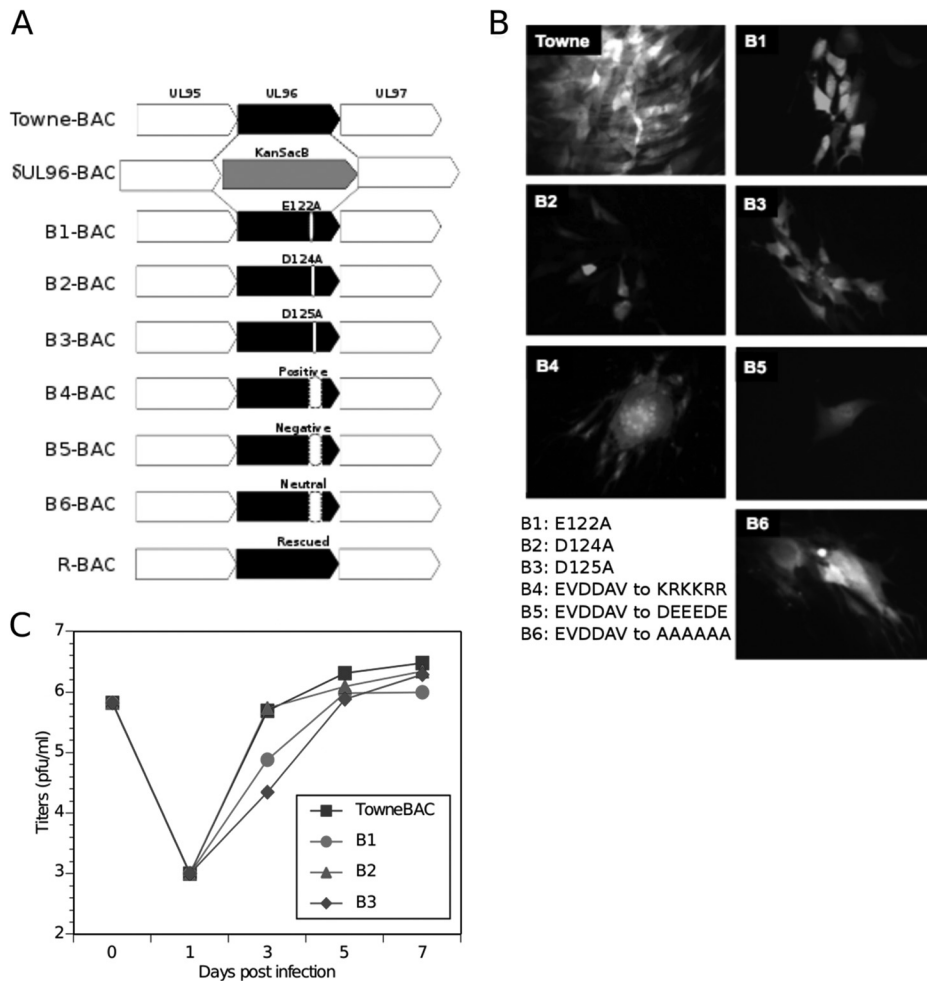 A
UL95 UL96 UL97
Towne-BAC
KanSacB
δUL96-BAC
E122A
B1-BAC
D124A
B2-BAC
D125A
B3-BAC
Positive
B4-BAC
Negative
B5-BAC
Neutral
B6-BAC
Rescued
R-BAC
B
Towne
B1
B2
B3
B4
B5
B6
B1: E122A
B2: D124A
B3: D125A
B4: EVDDAV to KRKKRR
B5: EVDDAV to DEEEDE
B6: EVDDAV to AAAAAA
C
7
6
5
4
3
2
Titers (pfu/ml)
TowneBAC
B1
B2
B3
0 1 3 5 7
Days post infection